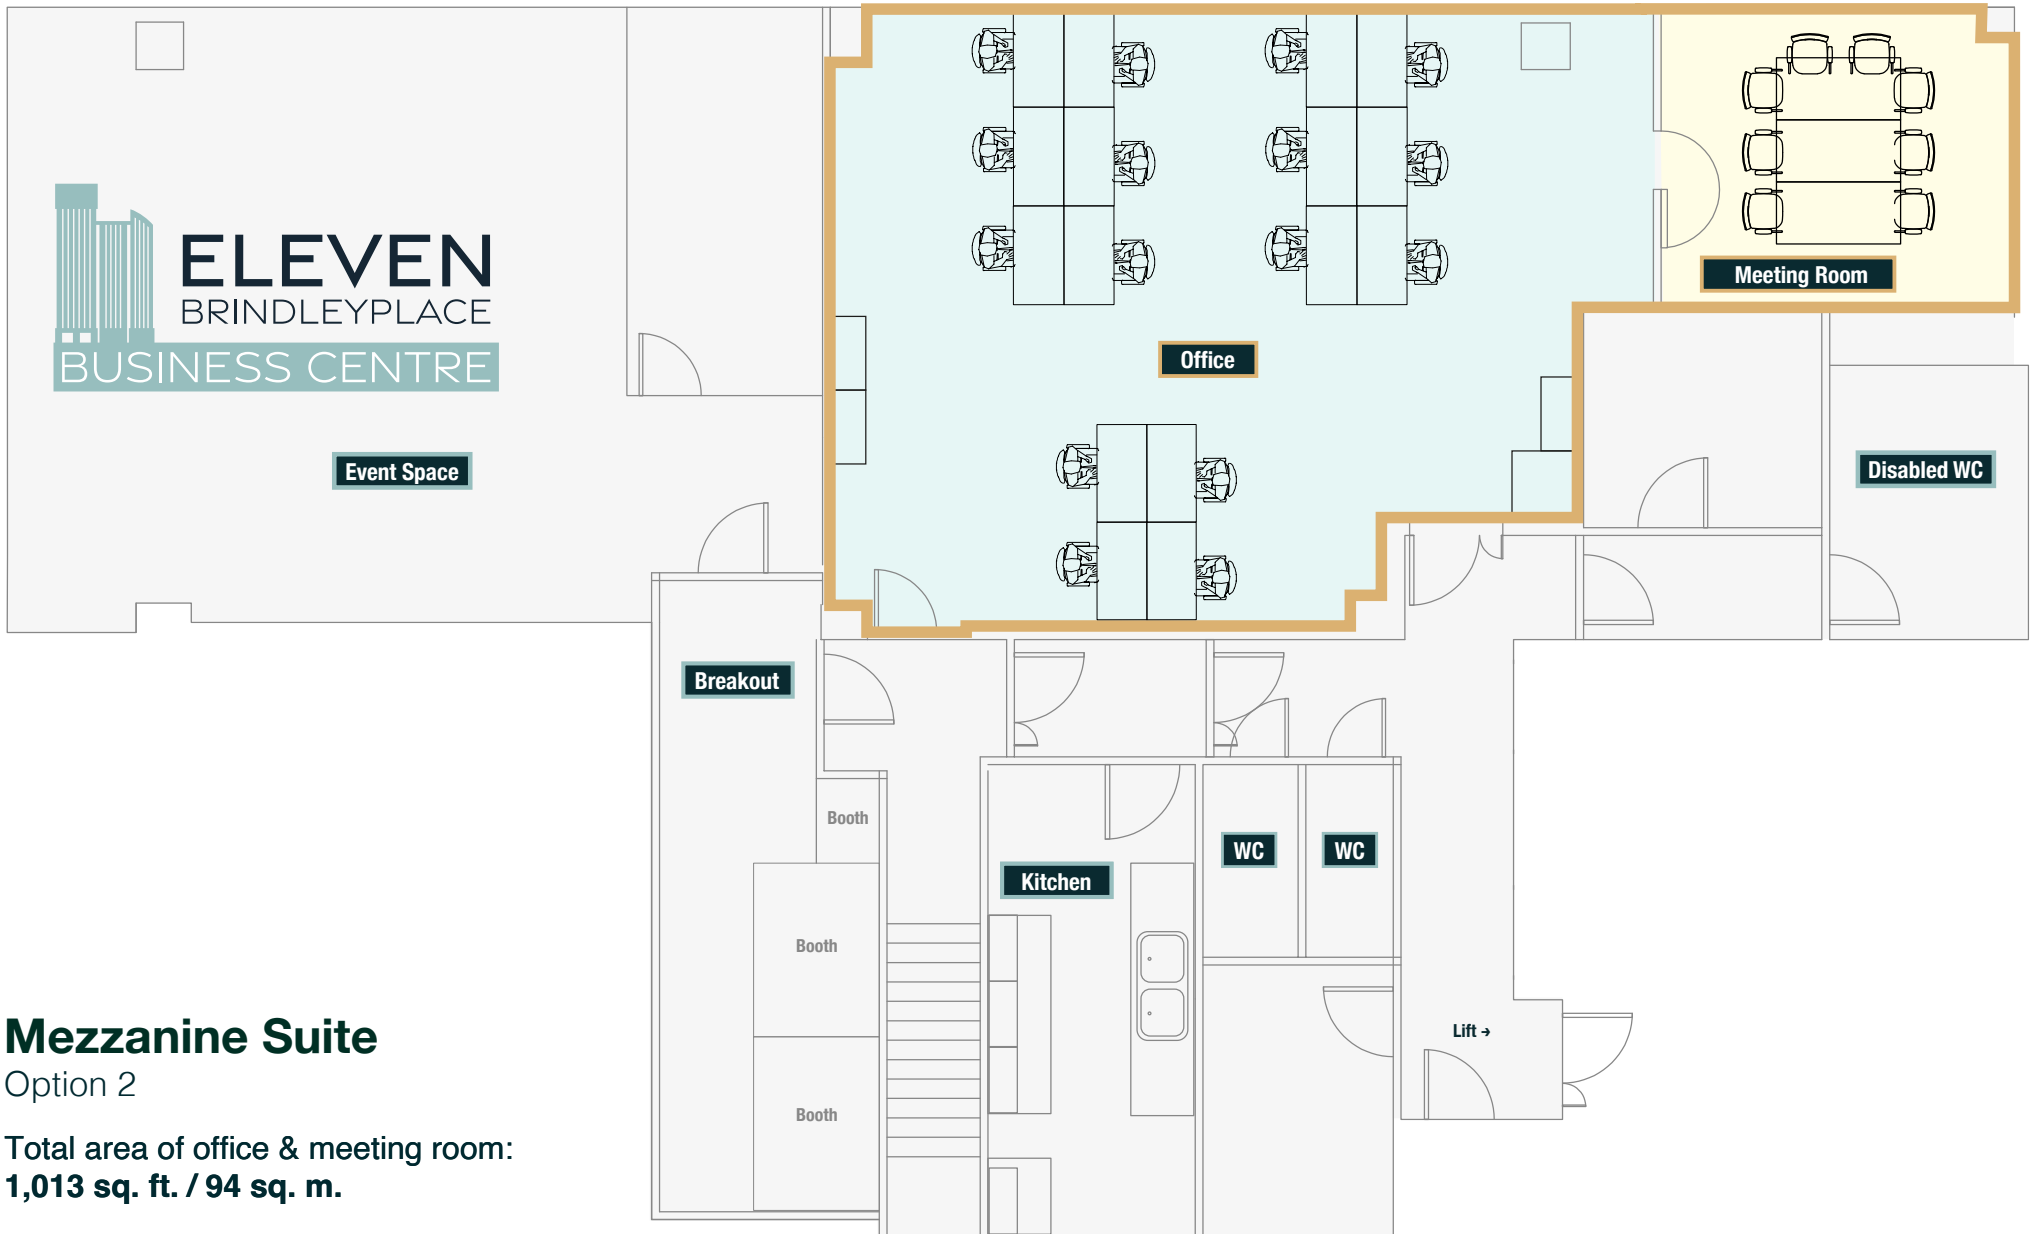 ELEVEN
BRINDLEYPLACE
BUSINESS CENTRE
Meeting Room
Office
Event Space
Disabled WC
Breakout
Booth
WC
WC
Kitchen
Booth
Lift →
Booth
Mezzanine Suite
Option 2
Total area of office & meeting room:
1,013 sq. ft. / 94 sq. m.